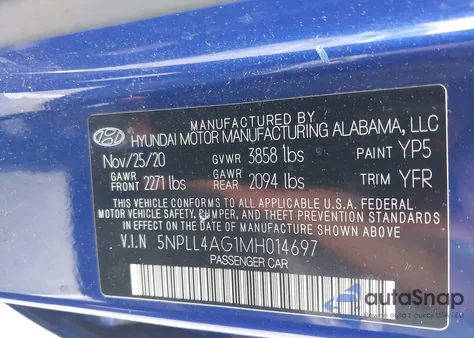 MANUFACTURED BY
HYUNDAI MOTOR MANUFACTURING ALABAMA, LLC
Nov/25/20 GVWR 3858 lbs PAINT YP5
GAWR FRONT 2271 lbs GAWR REAR 2094 lbs TRIM YFR
THIS VEHICLE CONFORMS TO ALL APPLICABLE U.S.A. FEDERAL
MOTOR VEHICLE SAFETY, BUMPER, AND THEFT PREVENTION
STANDARDS IN EFFECT ON THE DATE OF MANUFACTURE SHOWN ABOVE.
V.I.N 5NPLL4AG1MH014697
PASSENGER CAR
autoSnap